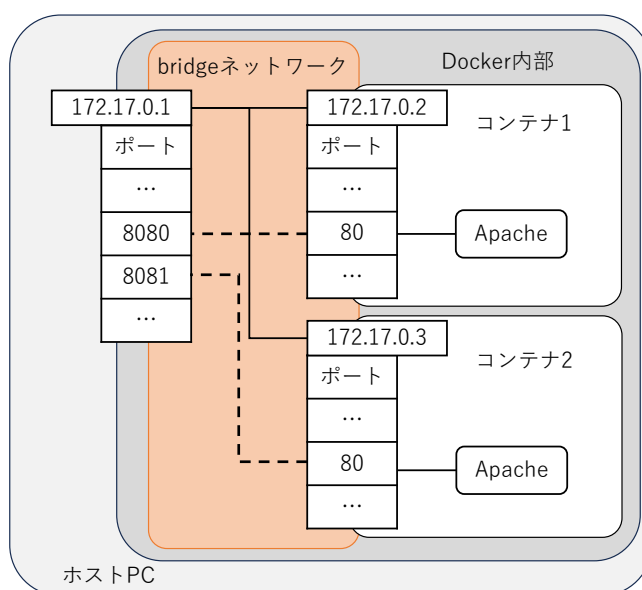 bridgeネットワーク
Docker内部
172.17.0.1
ポート
…
8080
8081
…
172.17.0.2
ポート
…
80
…
コンテナ1
Apache
172.17.0.3
ポート
…
80
…
コンテナ2
Apache
ホストPC